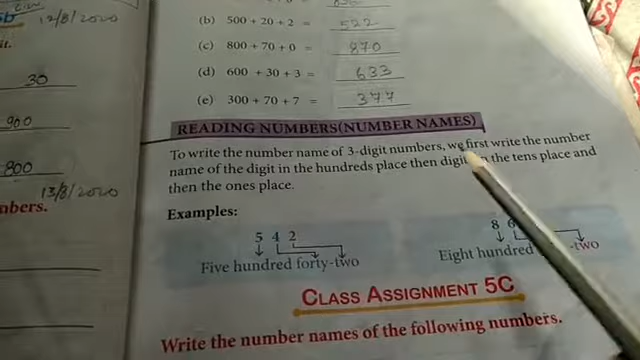 12/8/2020
it.
30
900
800
13/8/2020
nbers.
(b) 500 + 20 + 2 = 522
(c) 800 + 70 + 0 = 870
(d) 600 + 30 + 3 = 633
(e) 300 + 70 + 7 = 377
READING NUMBERS(NUMBER NAMES)
To write the number name of 3-digit numbers, we first write the number
name of the digit in the hundreds place then digit in the tens place and
then the ones place.
Examples:
5 4 2
Five hundred forty-two
8 6
Eight hundred -two
CLASS ASSIGNMENT 5C
Write the number names of the following numbers.